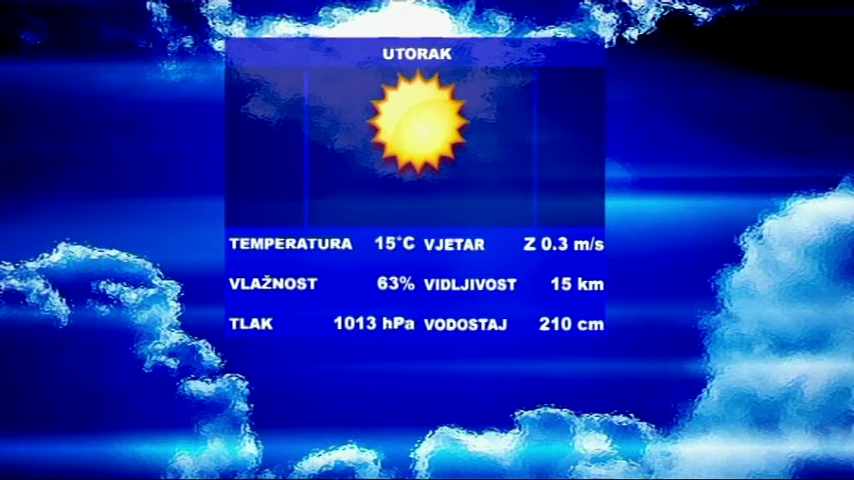 UTORAK
TEMPERATURA 15°C VJETAR Z 0.3 m/s
VLAŽNOST 63% VIDLJIVOST 15 km
TLAK 1013 hPa VODOSTAJ 210 cm